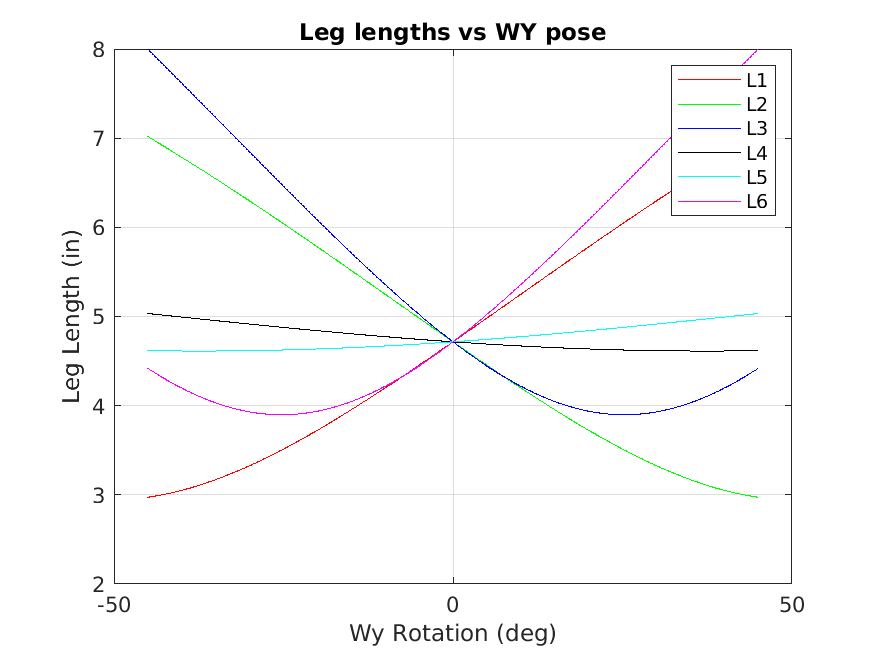 Leg lengths vs WY pose
8
7
6
5
4
3
2
-50
0
50
Leg Length (in)
Wy Rotation (deg)
L1
L2
L3
L4
L5
L6